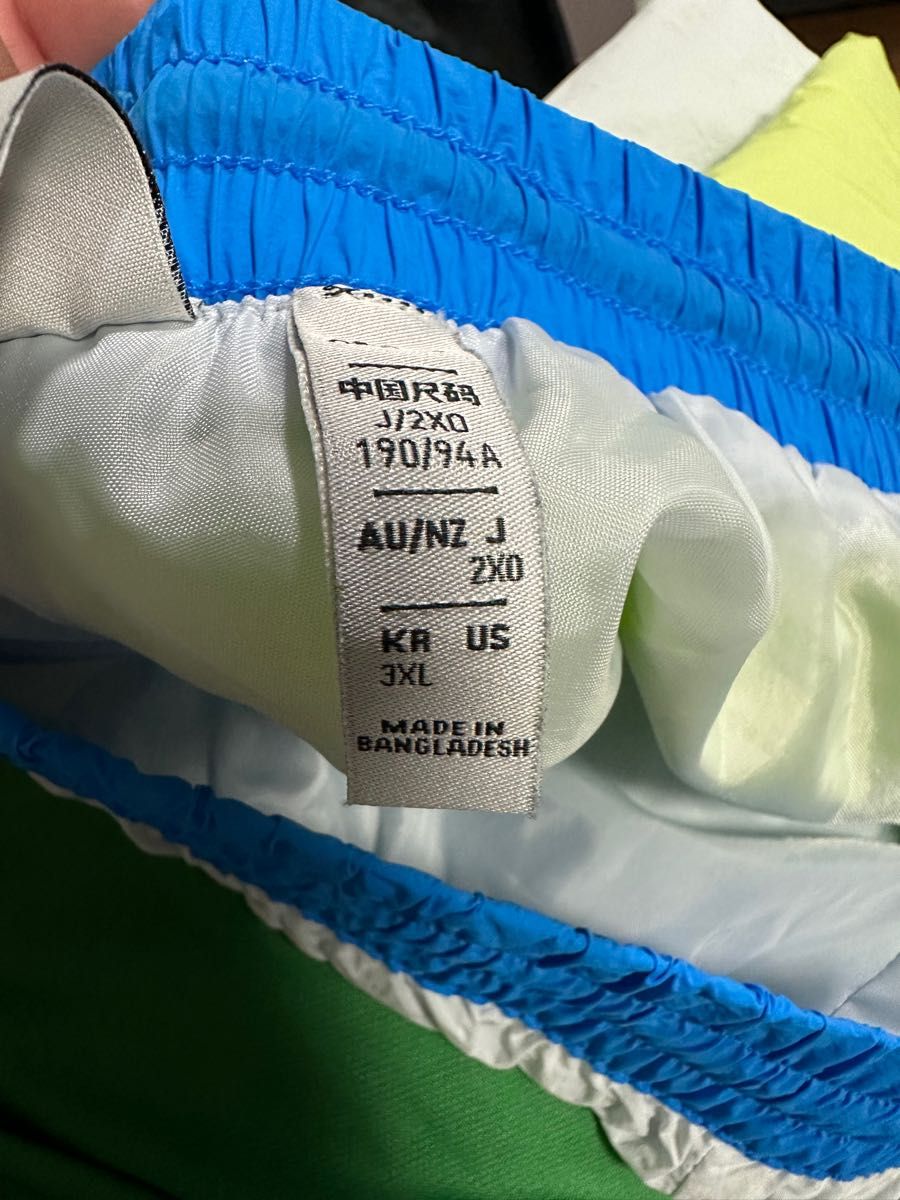 中国尺码
J/2XO
190/94A
AU/NZ J
2XO
KR US
3XL
MADE IN
BANGLADESH